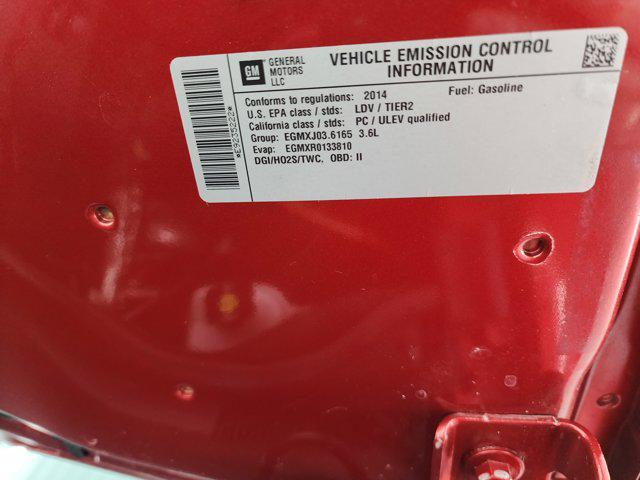 GM
GENERAL
MOTORS
LLC
VEHICLE EMISSION CONTROL
INFORMATION
Conforms to regulations: 2014 Fuel: Gasoline
U.S. EPA class / stds: LDV / TIER2
California class / stds: PC / ULEV qualified
Group: EGMXJ03.6165 3.6L
Evap: EGMXR0133810
DGI/HO2S/TWC, OBD: II
*E9235222*